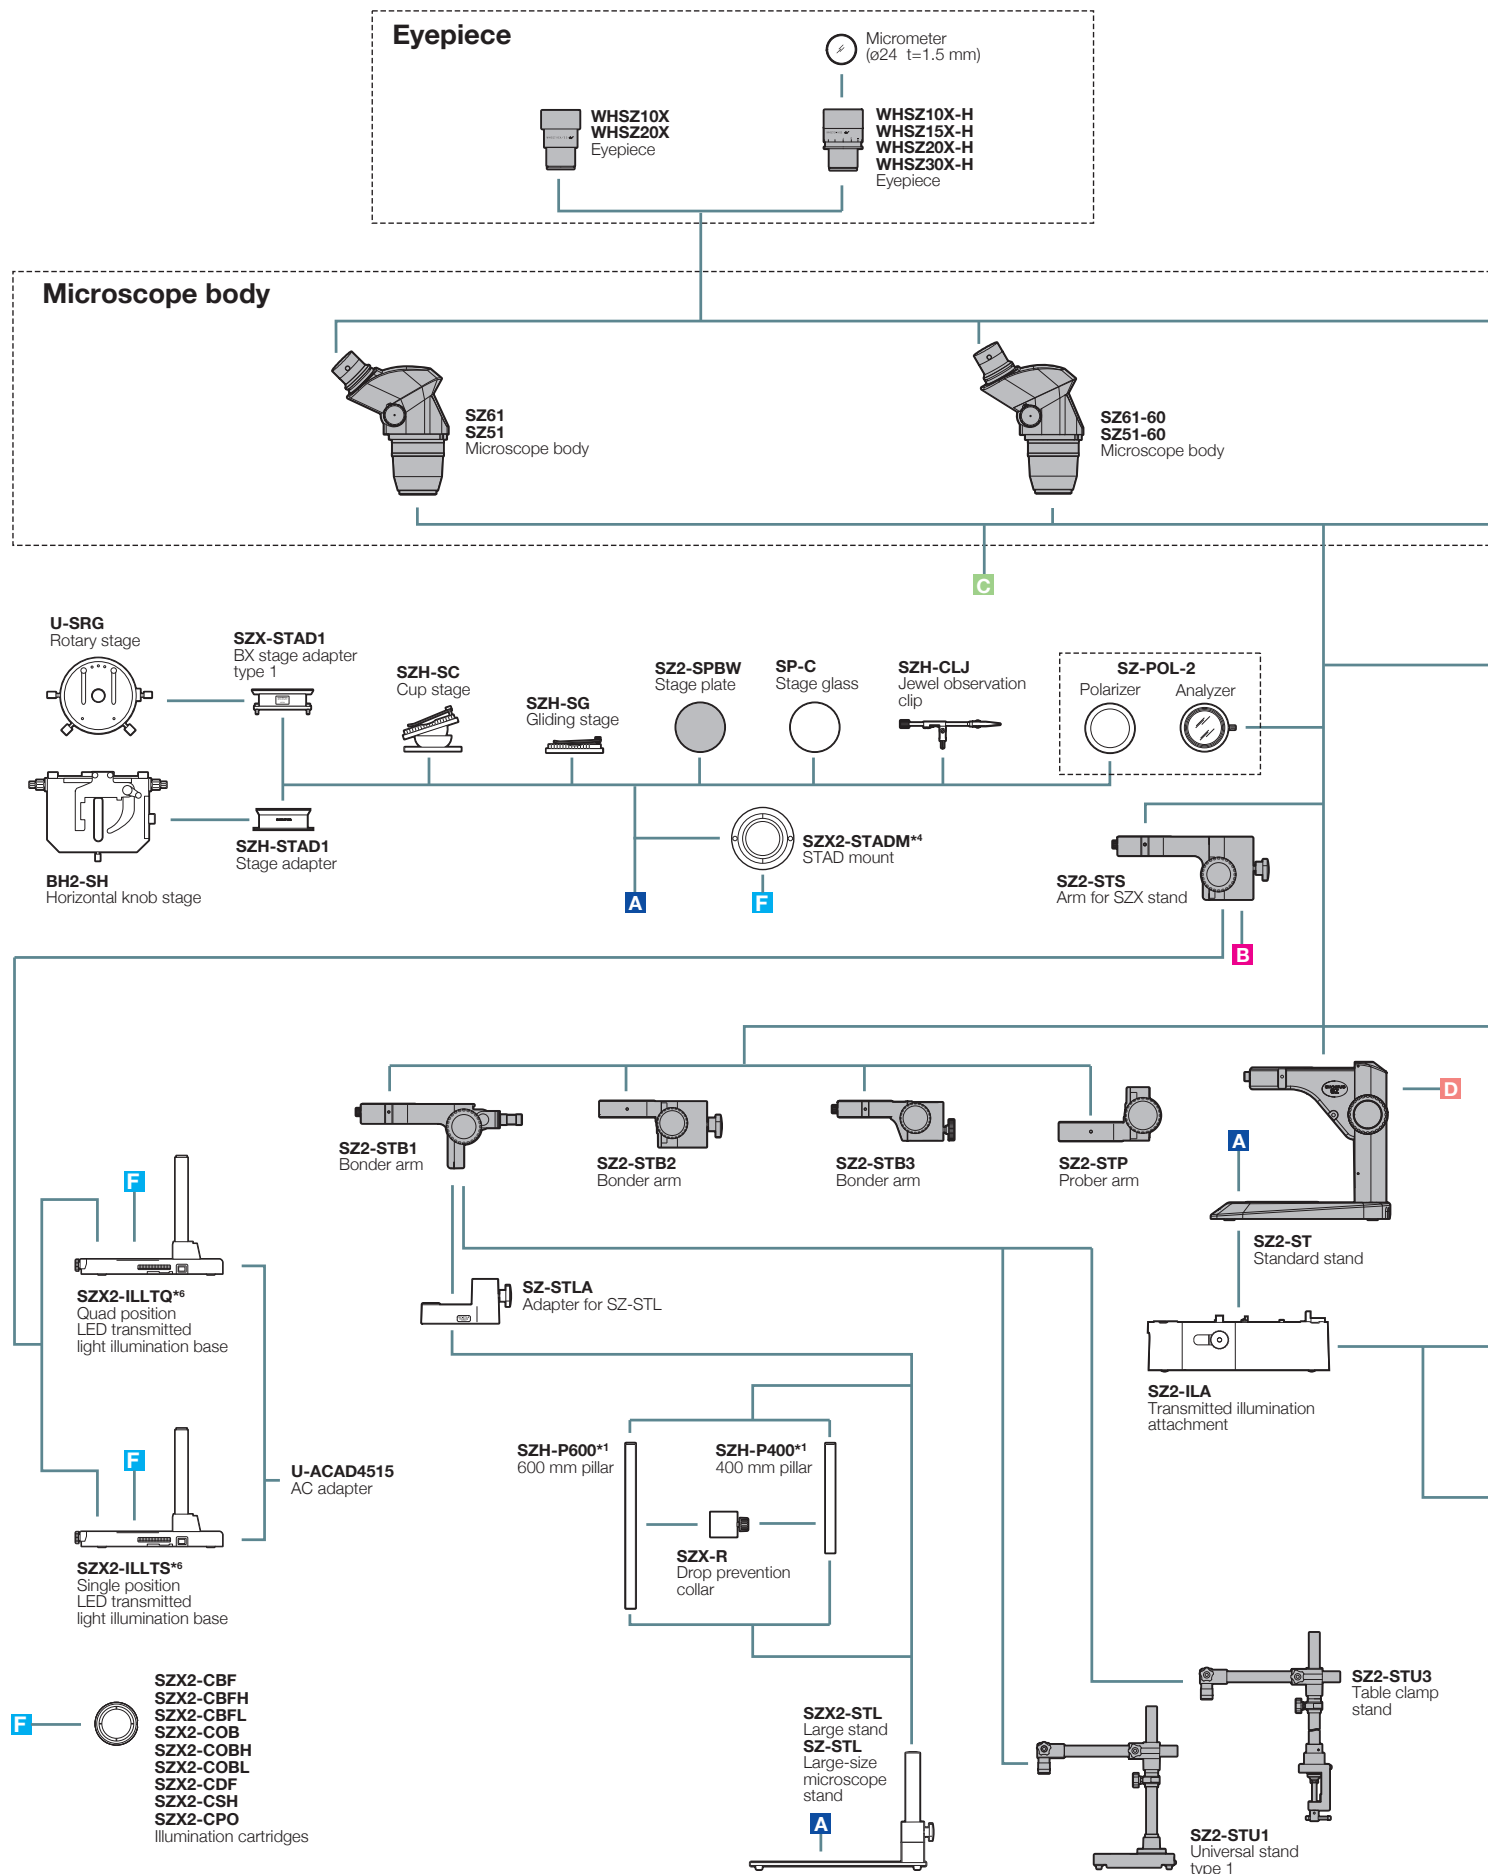 Eyepiece
Micrometer
(ø24 t=1.5 mm)
WHSZ10X
WHSZ20X
Eyepiece
WHSZ10X-H
WHSZ15X-H
WHSZ20X-H
WHSZ30X-H
Eyepiece
Microscope body
SZ61
SZ51
Microscope body
SZ61-60
SZ51-60
Microscope body
C
U-SRG
Rotary stage
SZX-STAD1
BX stage adapter
type 1
SZH-SC
Cup stage
SZH-SG
Gliding stage
SZ2-SPBW
Stage plate
SP-C
Stage glass
SZH-CLJ
Jewel observation
clip
SZ-POL-2
Polarizer
Analyzer
BH2-SH
Horizontal knob stage
SZH-STAD1
Stage adapter
SZX2-STADM*4
STAD mount
A
F
SZ2-STS
Arm for SZX stand
B
SZ2-STB1
Bonder arm
SZ2-STB2
Bonder arm
SZ2-STB3
Bonder arm
SZ2-STP
Prober arm
D
A
SZ2-ST
Standard stand
F
SZX2-ILLTQ*6
Quad position
LED transmitted
light illumination base
SZ-STLA
Adapter for SZ-STL
SZ2-ILA
Transmitted illumination
attachment
F
U-ACAD4515
AC adapter
SZH-P600*1
600 mm pillar
SZH-P400*1
400 mm pillar
SZX-R
Drop prevention
collar
SZX2-ILLTS*6
Single position
LED transmitted
light illumination base
F
SZX2-CBF
SZX2-CBFH
SZX2-CBFL
SZX2-COB
SZX2-COBH
SZX2-COBL
SZX2-CDF
SZX2-CSH
SZX2-CPO
Illumination cartridges
SZX2-STL
Large stand
SZ-STL
Large-size
microscope
stand
A
SZ2-STU3
Table clamp
stand
SZ2-STU1
Universal stand
type 1